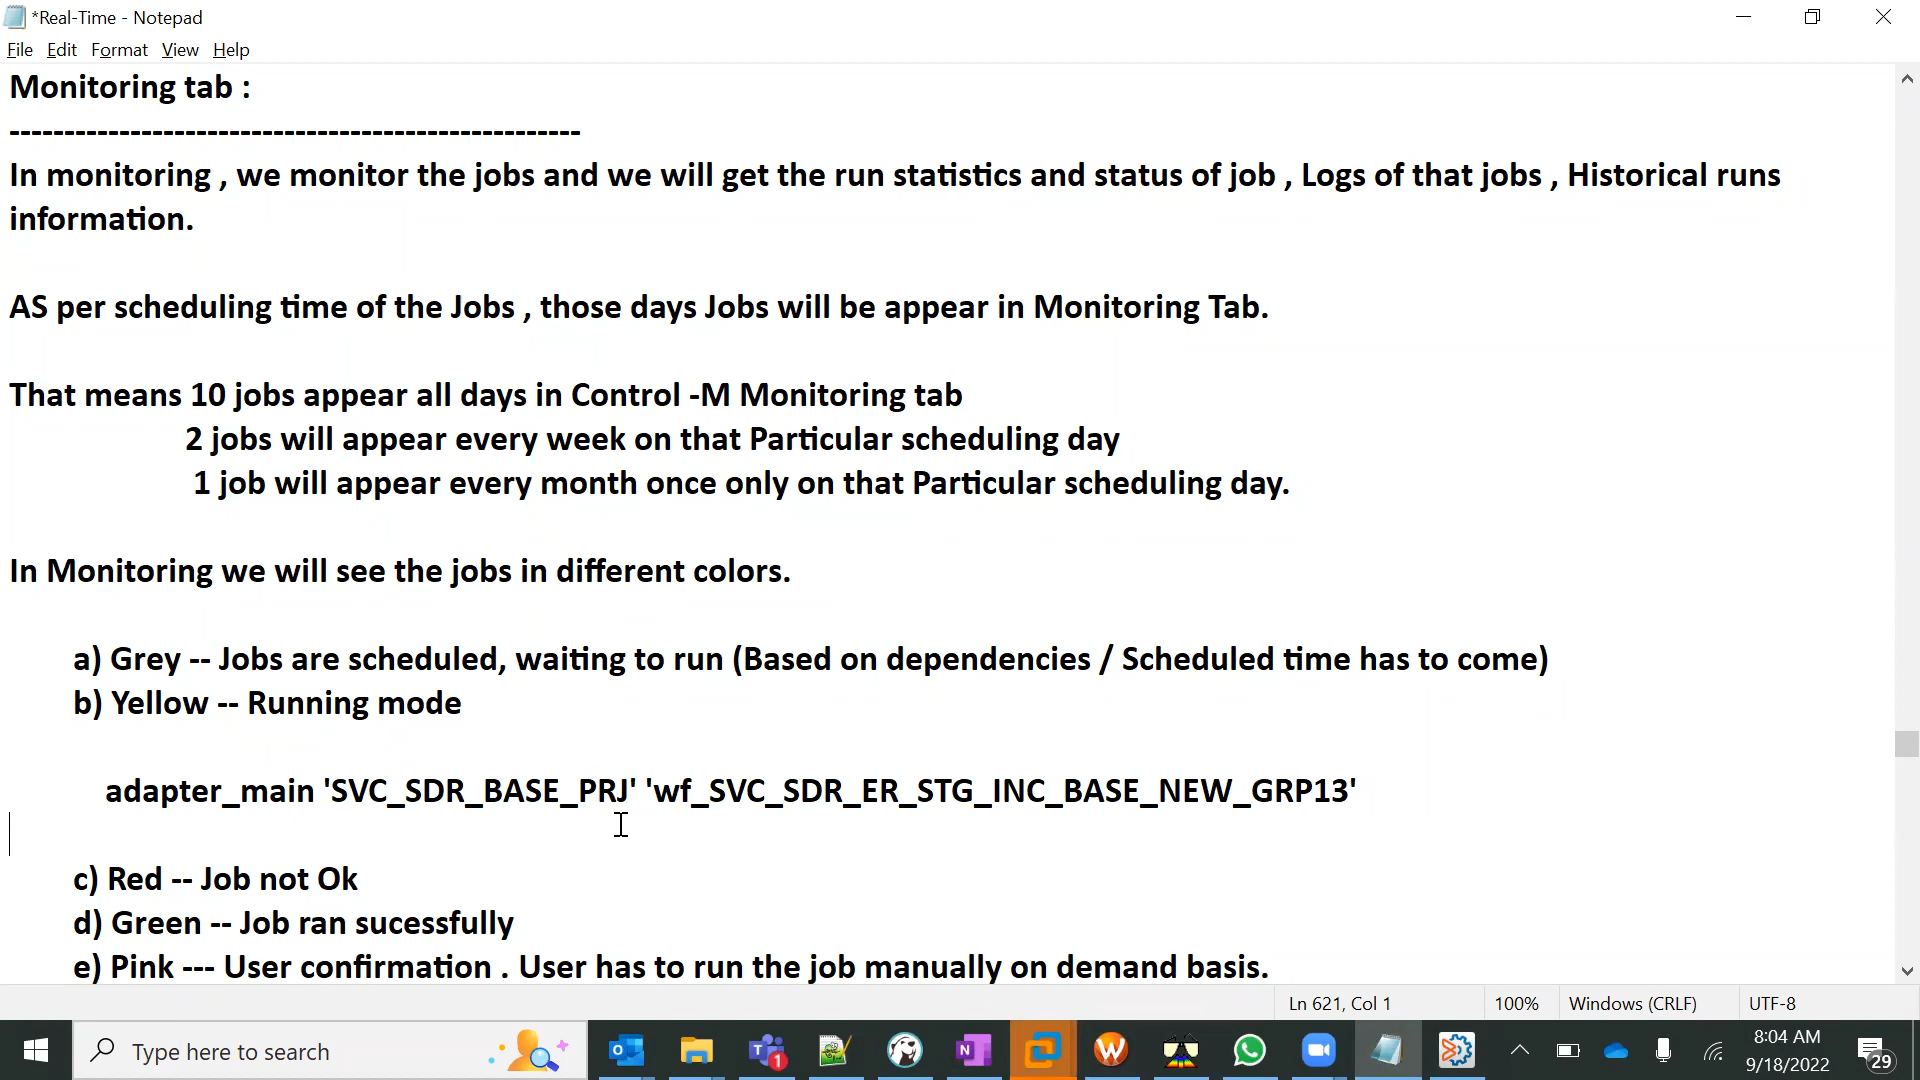 *Real-Time - Notepad
File Edit Format View Help
Monitoring tab :
----------------------------------------------------
In monitoring , we monitor the jobs and we will get the run statistics and status of job , Logs of that jobs , Historical runs
information.
AS per scheduling time of the Jobs , those days Jobs will be appear in Monitoring Tab.
That means 10 jobs appear all days in Control -M Monitoring tab
2 jobs will appear every week on that Particular scheduling day
1 job will appear every month once only on that Particular scheduling day.
In Monitoring we will see the jobs in different colors.
a) Grey -- Jobs are scheduled, waiting to run (Based on dependencies / Scheduled time has to come)
b) Yellow -- Running mode
adapter_main 'SVC_SDR_BASE_PRJ' 'wf_SVC_SDR_ER_STG_INC_BASE_NEW_GRP13'
c) Red -- Job not Ok
d) Green -- Job ran sucessfully
e) Pink --- User confirmation . User has to run the job manually on demand basis.
Ln 621, Col 1 100% Windows (CRLF) UTF-8
Type here to search
1
N
W
8:04 AM
9/18/2022
29